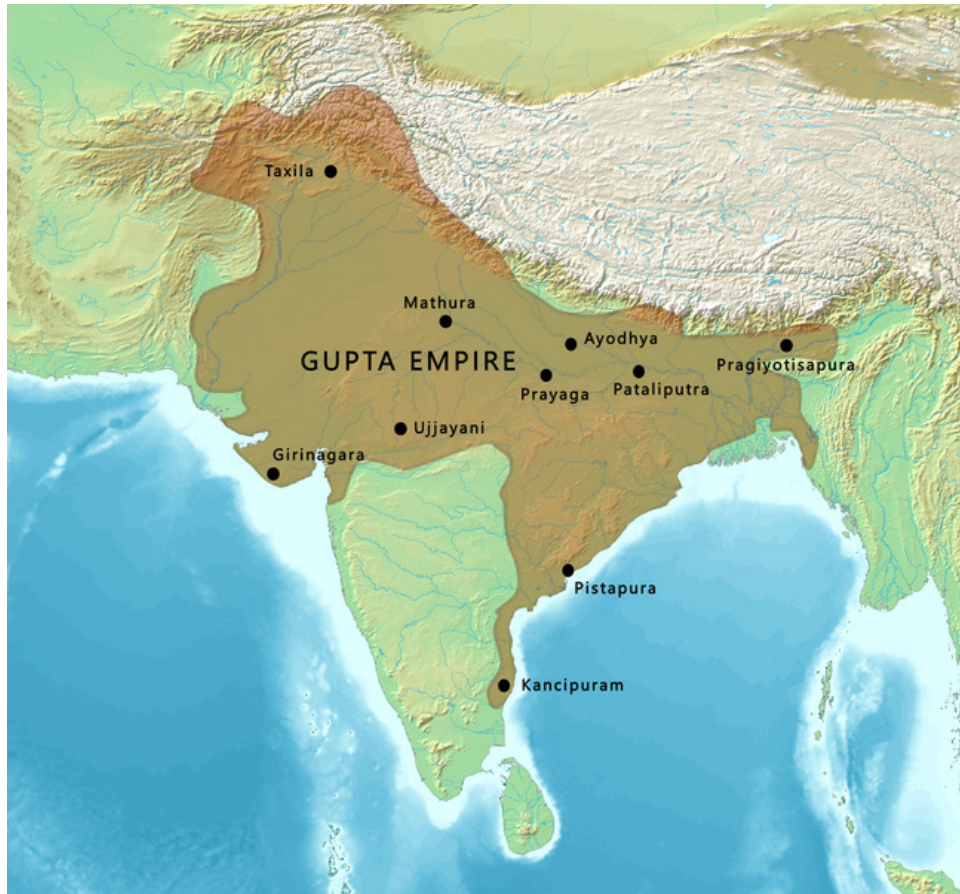 Taxila
Mathura
Ayodhya
GUPTA EMPIRE
Pragiyotisapura
Prayaga
Pataliputra
Ujjayani
Girinagara
Pistapura
Kancipuram